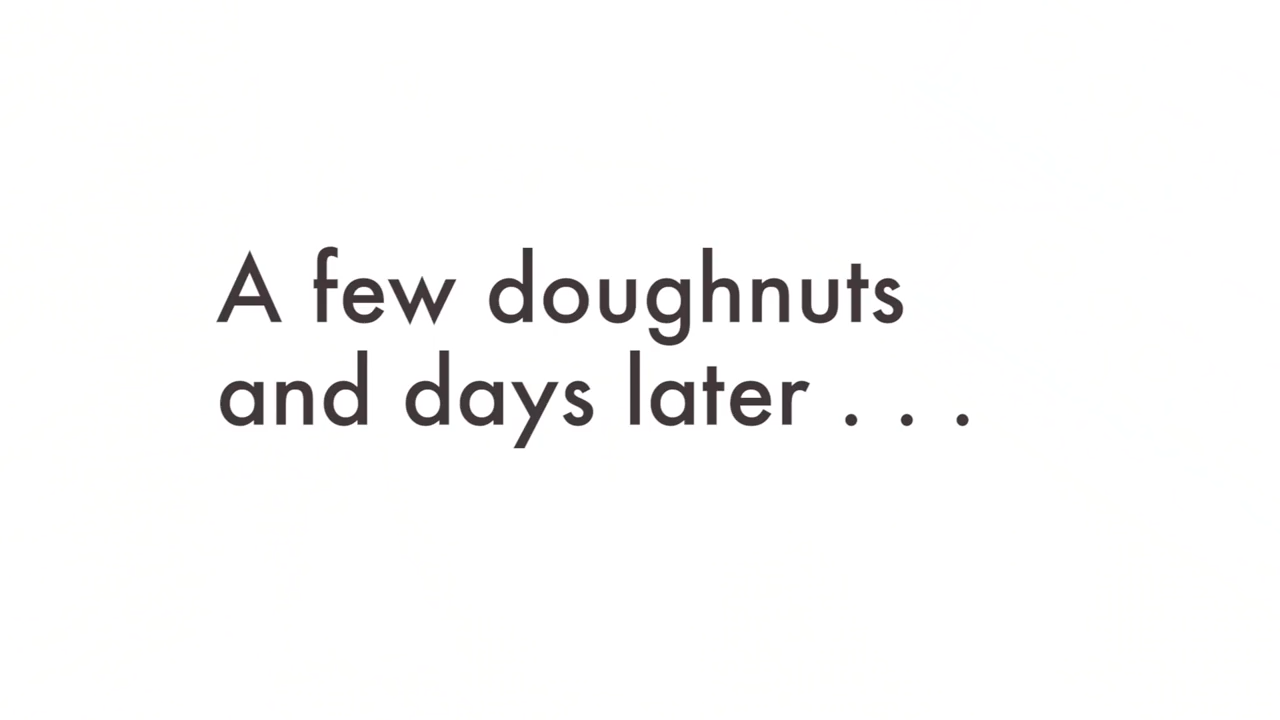 A few doughnuts
and days later . . .